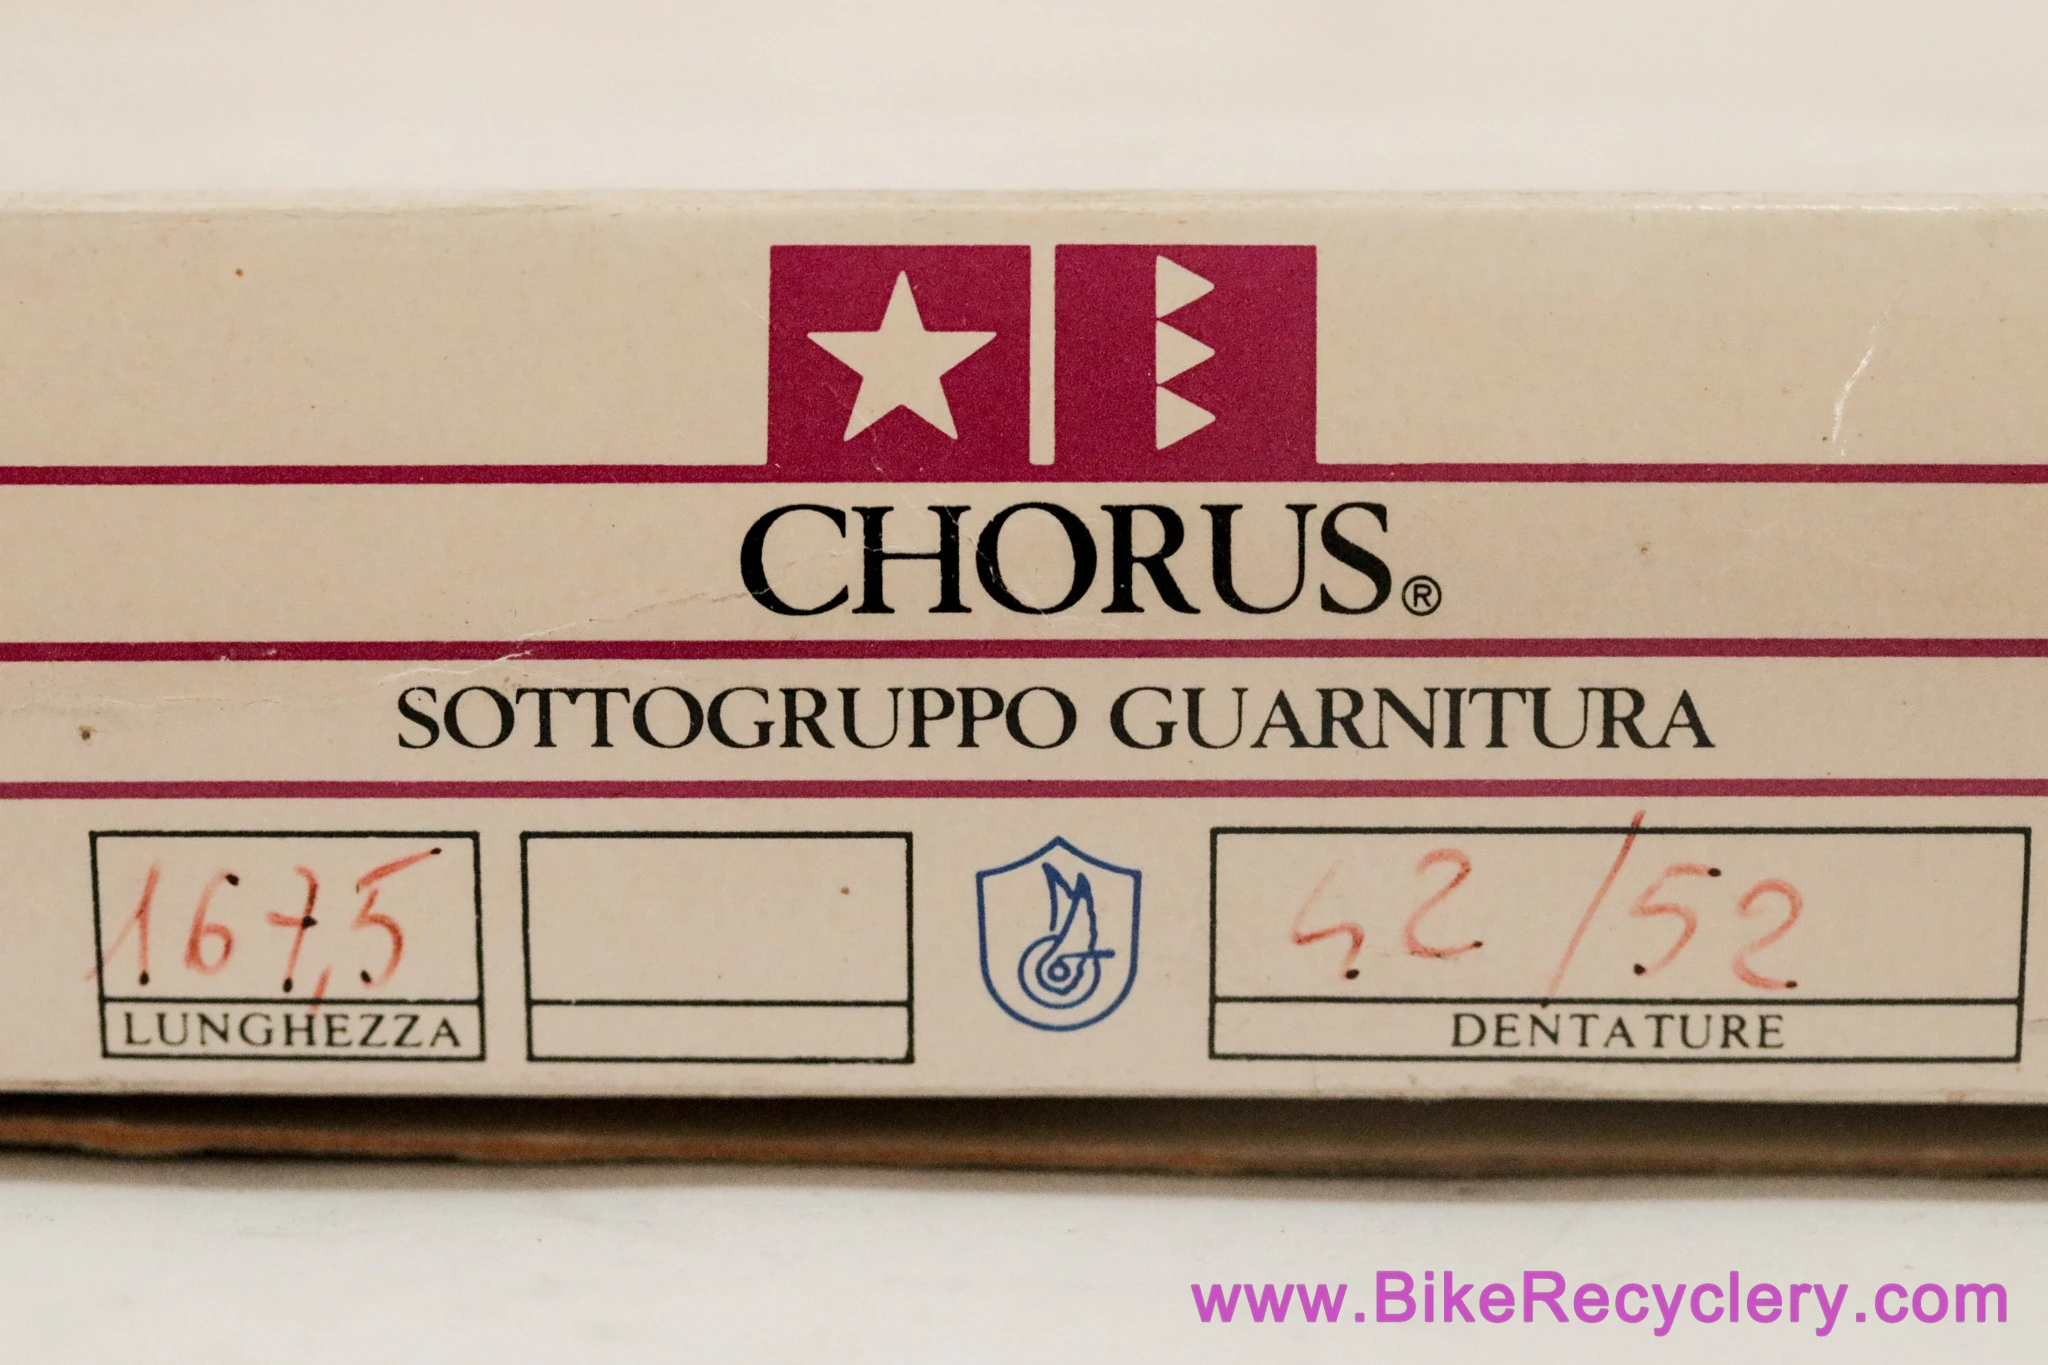 CHORUS®
SOTTOGRUPPO GUARNITURA
167,5
42/52
LUNGHEZZA
DENTATURE
www.BikeRecyclery.com